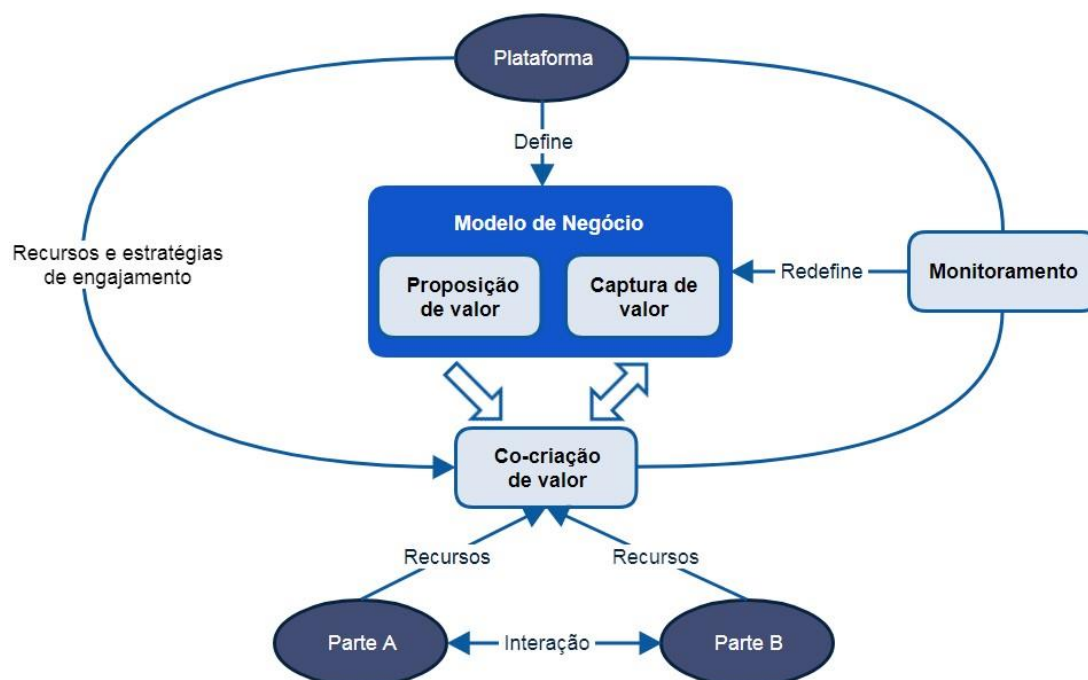 Plataforma
Define
Modelo de Negócio
Recursos e estratégias
de engajamento
Proposição
de valor
Captura de
valor
Redefine
Monitoramento
Co-criação
de valor
Recursos
Recursos
Parte A
Interação
Parte B